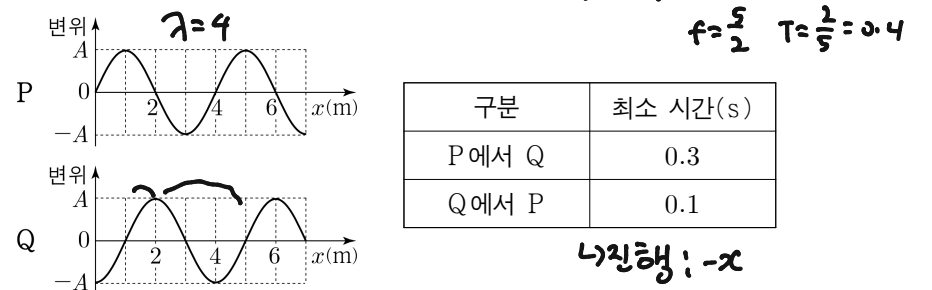 λ=4
f=5/2 T=2/5=0.4
변위
A
0
-A
P
2 4 6 x(m)
구분 최소 시간(s)
P에서 Q 0.3
Q에서 P 0.1
변위
A
0
-A
Q
2 4 6 x(m)
↳진행 : -x